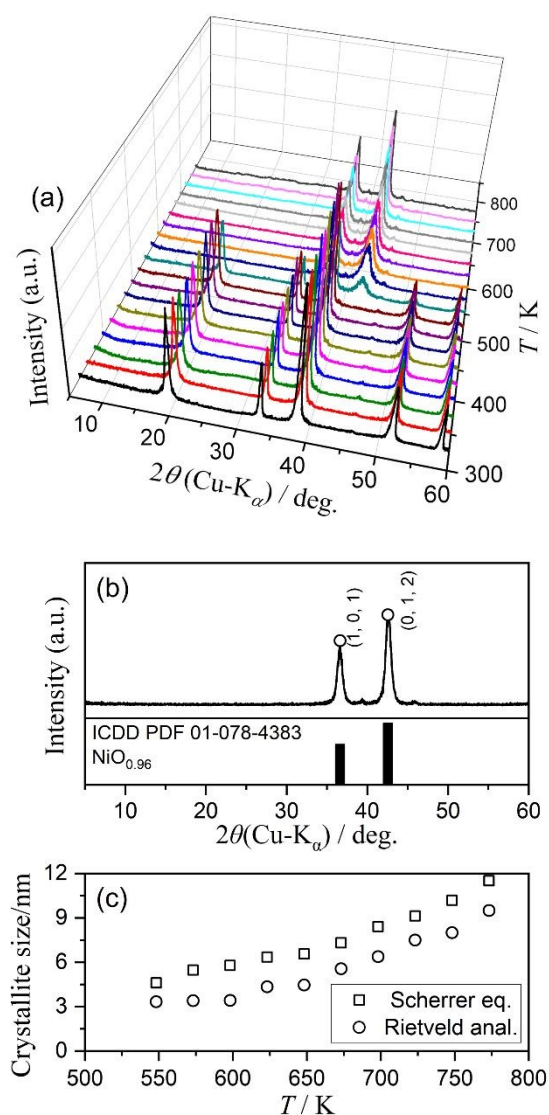 (a)
Intensity (a.u.)
10
20
30
40
50
60
2θ (Cu-Kα) / deg.
300
400
500
600
700
800
T / K
(b)
Intensity (a.u.)
(1, 0, 1)
(0, 1, 2)
ICDD PDF 01-078-4383
NiO0.96
10 20 30 40 50 60
2θ(Cu-Kα) / deg.
(c)
Crystallite size/nm
12
9
6
3
0
Scherrer eq.
Rietveld anal.
500 550 600 650 700 750 800
T / K